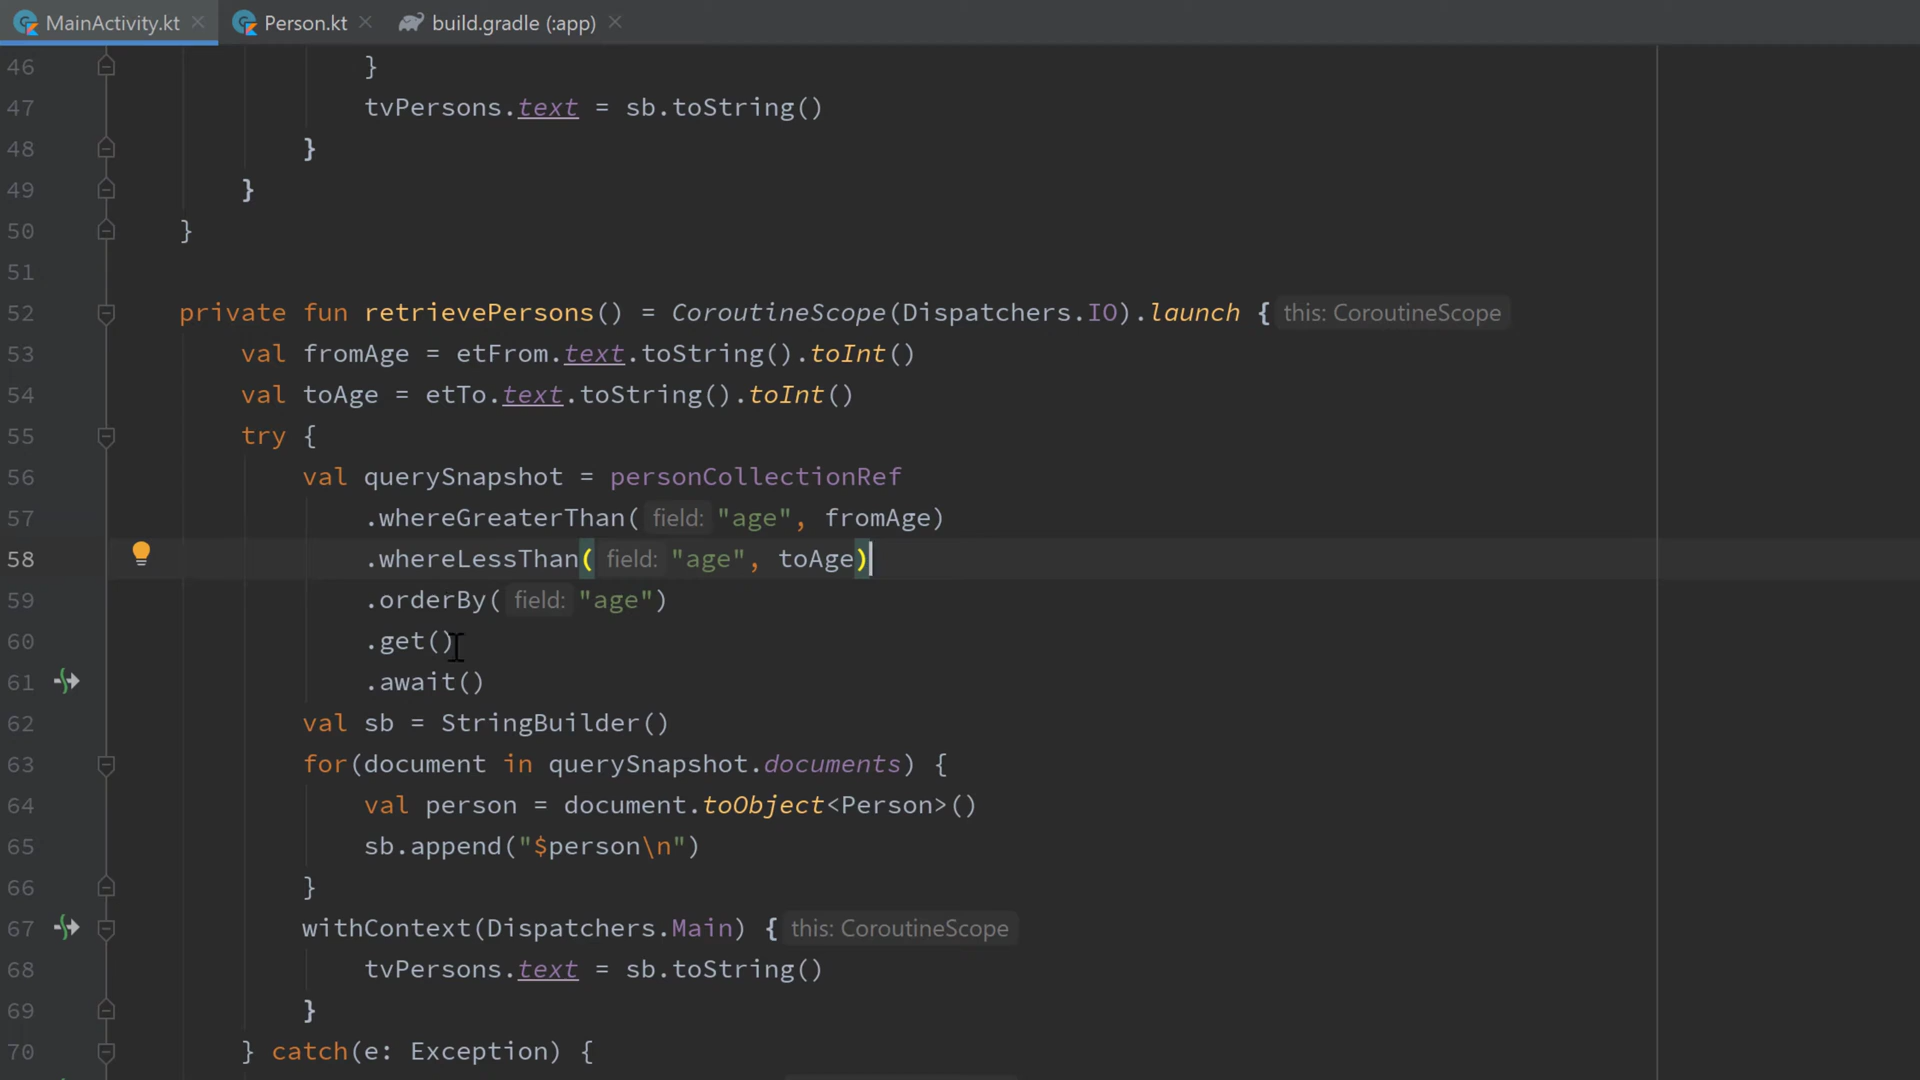 MainActivity.kt Person.kt build.gradle (:app)
46 }
47 tvPersons.text = sb.toString()
48 }
49 }
50 }
51
52 private fun retrievePersons() = CoroutineScope(Dispatchers.IO).launch { this: CoroutineScope
53 val fromAge = etFrom.text.toString().toInt()
54 val toAge = etTo.text.toString().toInt()
55 try {
56 val querySnapshot = personCollectionRef
57 .whereGreaterThan( field: "age", fromAge)
58 .whereLessThan( field: "age", toAge)
59 .orderBy( field: "age")
60 .get()
61 .await()
62 val sb = StringBuilder()
63 for(document in querySnapshot.documents) {
64 val person = document.toObject<Person>()
65 sb.append("$person\n")
66 }
67 withContext(Dispatchers.Main) { this: CoroutineScope
68 tvPersons.text = sb.toString()
69 }
70 } catch(e: Exception) {